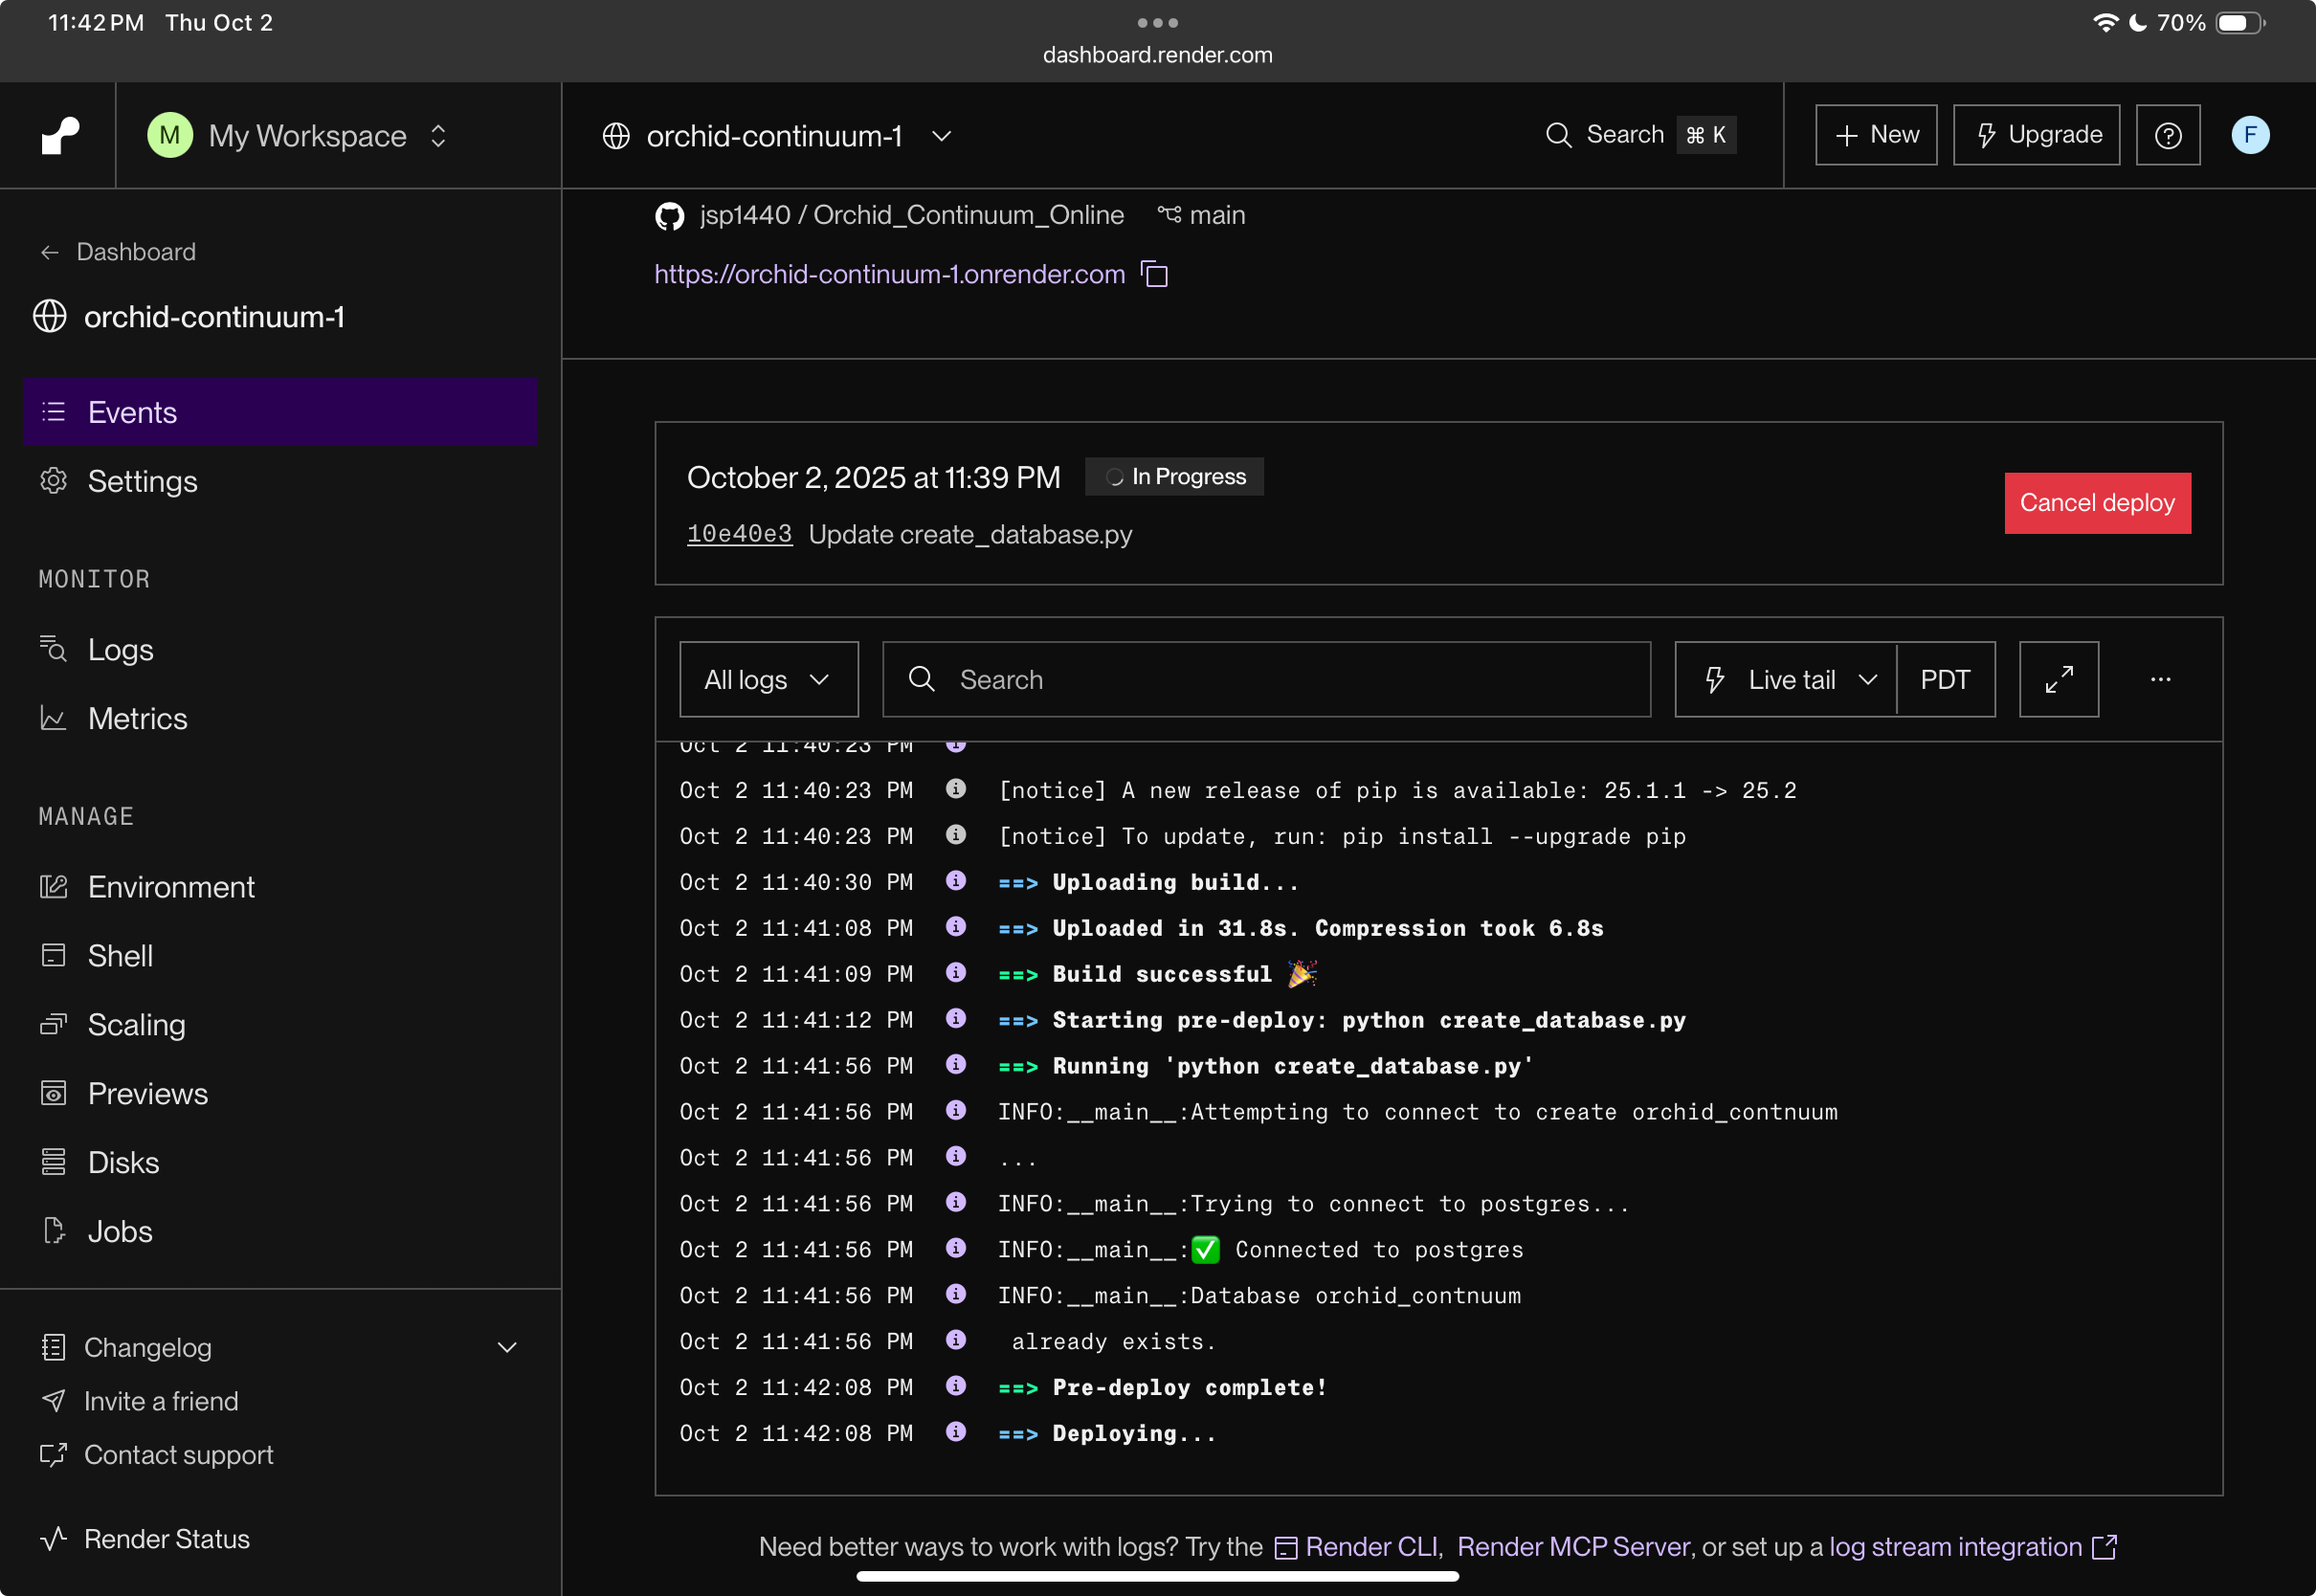 11:42 PM Thu Oct 2
70%
dashboard.render.com
M My Workspace
orchid-continuum-1
Search ⌘ K
+ New
Upgrade
F
← Dashboard
orchid-continuum-1
Events
Settings
MONITOR
Logs
Metrics
MANAGE
Environment
Shell
Scaling
Previews
Disks
Jobs
Changelog
Invite a friend
Contact support
Render Status
jsp1440 / Orchid_Continuum_Online main
https://orchid-continuum-1.onrender.com
October 2, 2025 at 11:39 PM In Progress
10e40e3 Update create_database.py
Cancel deploy
All logs
Search
Live tail
PDT
...
Oct 2 11:40:23 PM
Oct 2 11:40:23 PM [notice] A new release of pip is available: 25.1.1 -> 25.2
Oct 2 11:40:23 PM [notice] To update, run: pip install --upgrade pip
Oct 2 11:40:30 PM ==> Uploading build...
Oct 2 11:41:08 PM ==> Uploaded in 31.8s. Compression took 6.8s
Oct 2 11:41:09 PM ==> Build successful 🎉
Oct 2 11:41:12 PM ==> Starting pre-deploy: python create_database.py
Oct 2 11:41:56 PM ==> Running 'python create_database.py'
Oct 2 11:41:56 PM INFO:__main__:Attempting to connect to create orchid_contnuum
Oct 2 11:41:56 PM ...
Oct 2 11:41:56 PM INFO:__main__:Trying to connect to postgres...
Oct 2 11:41:56 PM INFO:__main__:✅ Connected to postgres
Oct 2 11:41:56 PM INFO:__main__:Database orchid_contnuum
Oct 2 11:41:56 PM already exists.
Oct 2 11:42:08 PM ==> Pre-deploy complete!
Oct 2 11:42:08 PM ==> Deploying...
Need better ways to work with logs? Try the Render CLI, Render MCP Server, or set up a log stream integration